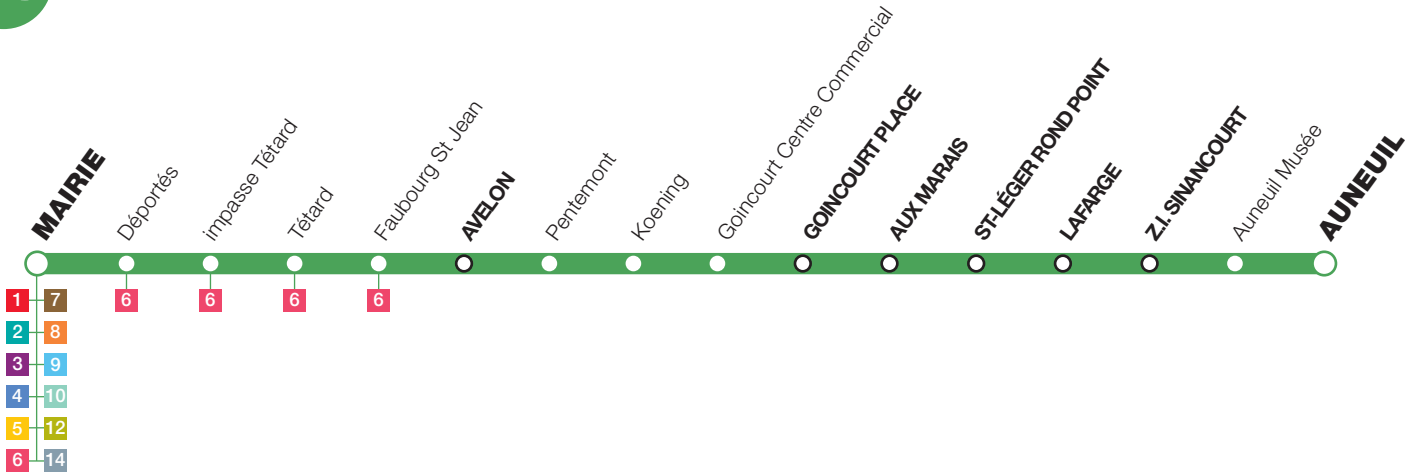 MAIRIE
Déportés
impasse Tétard
Tétard
Faubourg St Jean
AVELON
Pentemont
Koening
Goincourt Centre Commercial
GOINCOURT PLACE
AUX MARAIS
ST-LÉGER ROND POINT
LAFARGE
Z.I. SINANCOURT
Auneuil Musée
AUNEUIL
1 7 6 6 6 6
2 8
3 9
4 10
5 12
6 14